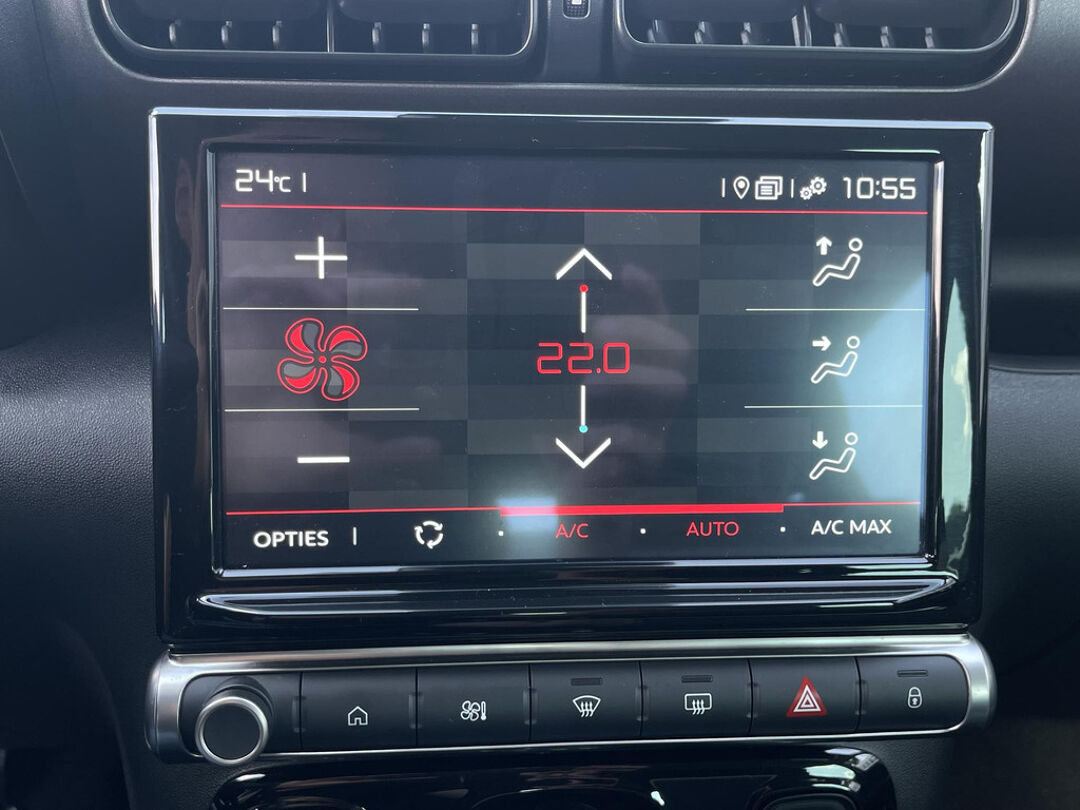 24°C
10:55
22.0
OPTIES
A/C
AUTO
A/C MAX